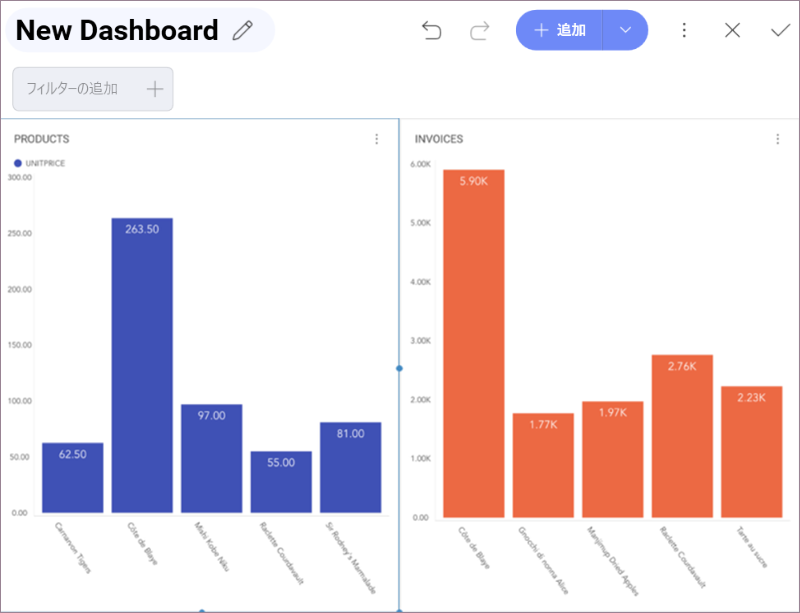 New Dashboard
追加
フィルターの追加
PRODUCTS
UNITPRICE
300.00
250.00
200.00
150.00
100.00
50.00
0.00
263.50
97.00
81.00
62.50
55.00
Carnarvon Tigers
Côte de Blaye
Mishi Kobe Niku
Raclette Courdavault
Sir Rodney's Marmalade
INVOICES
6.00K
5.00K
4.00K
3.00K
2.00K
1.00K
0.00
5.90K
1.77K
1.97K
2.76K
2.23K
Côte de Blaye
Gnocchi di nonna Alice
Manjimup Dried Apples
Raclette Courdavault
Tarte au sucre